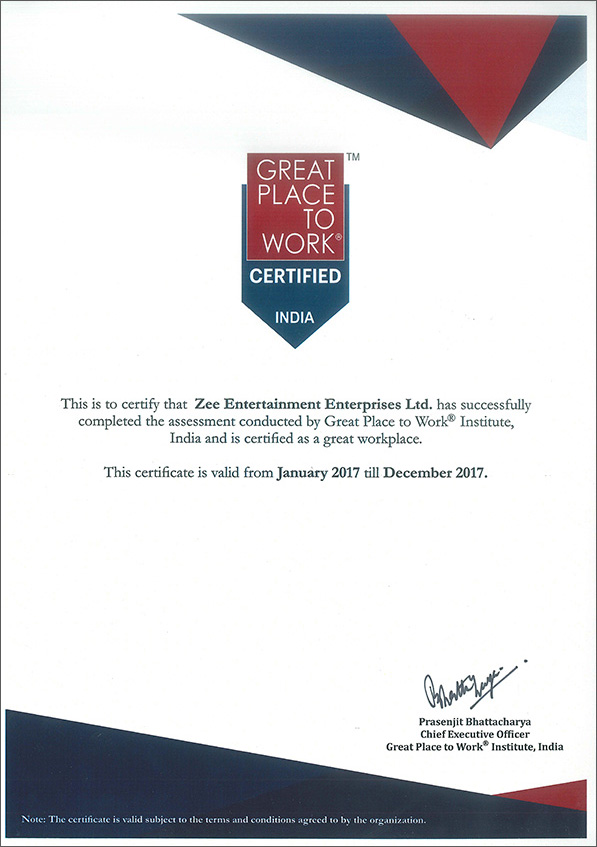 GREAT
PLACE
TO
WORK®
™
CERTIFIED
INDIA
This is to certify that Zee Entertainment Enterprises Ltd. has successfully
completed the assessment conducted by Great Place to Work® Institute,
India and is certified as a great workplace.
This certificate is valid from January 2017 till December 2017.
Prasenjit Bhattacharya
Chief Executive Officer
Great Place to Work® Institute, India
Note: The certificate is valid subject to the terms and conditions agreed to by the organization.